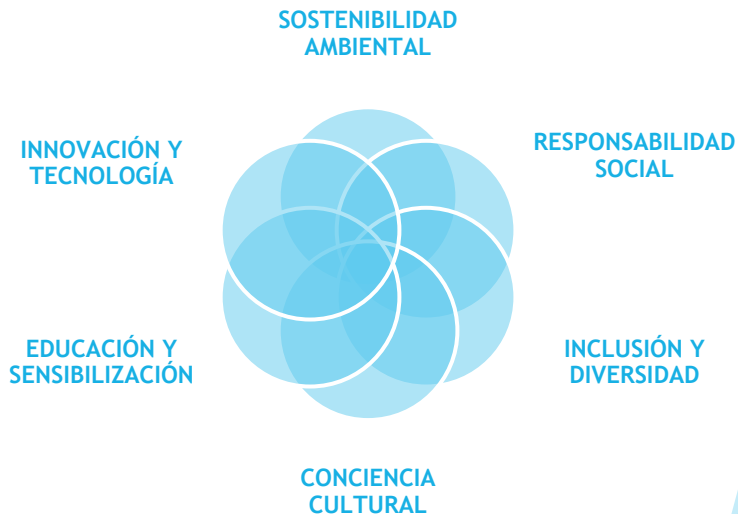 SOSTENIBILIDAD
AMBIENTAL
RESPONSABILIDAD
SOCIAL
INCLUSIÓN Y
DIVERSIDAD
CONCIENCIA
CULTURAL
EDUCACIÓN Y
SENSIBILIZACIÓN
INNOVACIÓN Y
TECNOLOGÍA